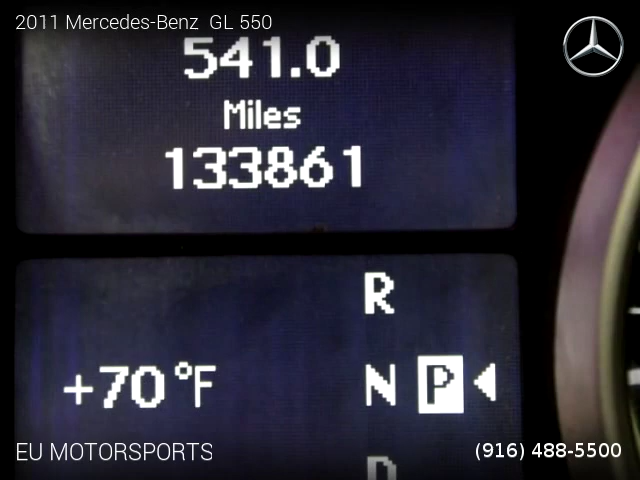 2011 Mercedes-Benz GL 550
541.0
Miles
133861
R
+70°F N P
D
EU MOTORSPORTS (916) 488-5500